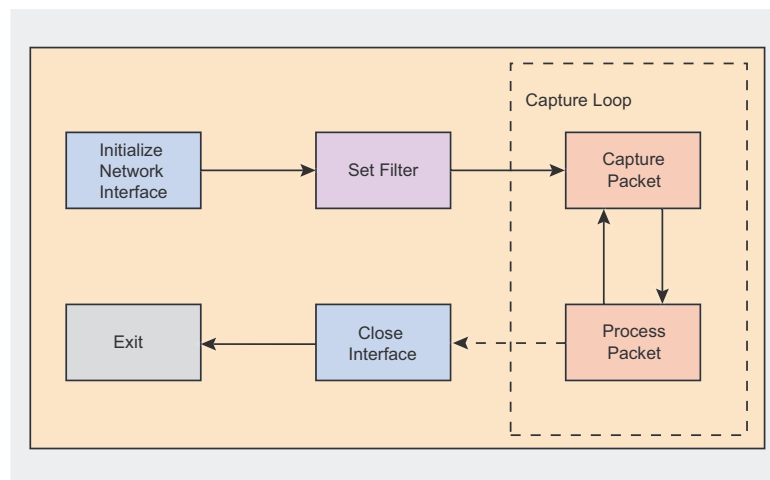 Capture Loop
Initialize
Network
Interface
Set Filter
Capture
Packet
Exit
Close
Interface
Process
Packet